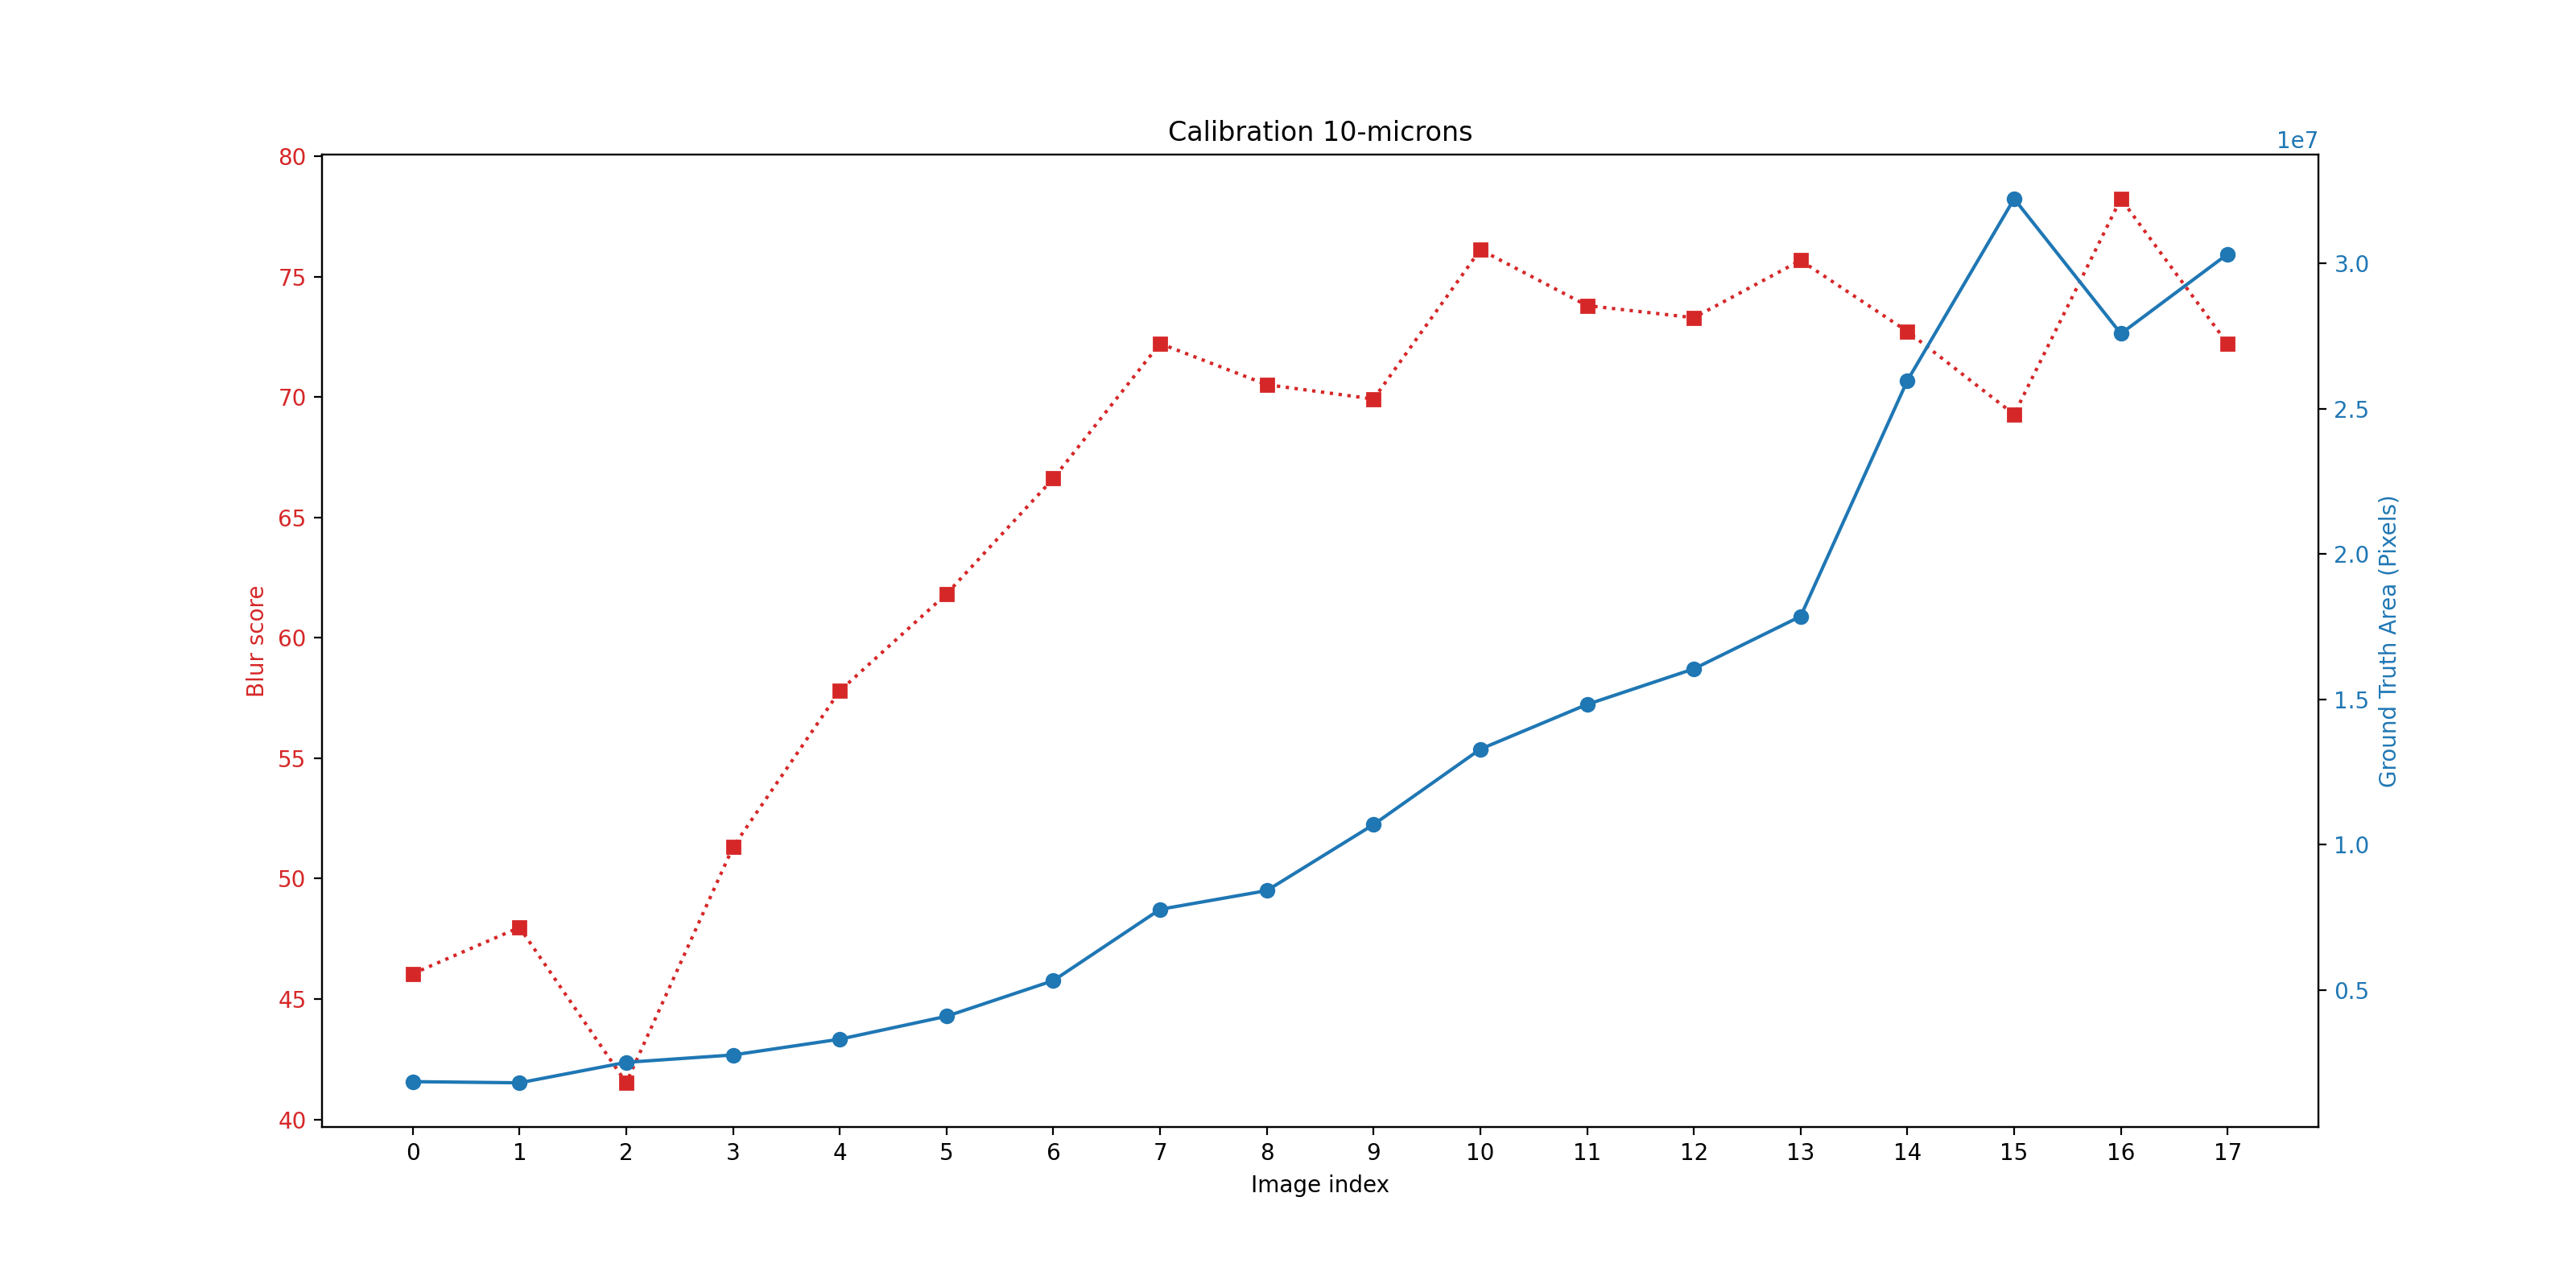 Calibration 10-microns
1e7
80
75
70
65
60
55
50
45
40
Blur score
3.0
2.5
2.0
1.5
1.0
0.5
Ground Truth Area (Pixels)
0 1 2 3 4 5 6 7 8 9 10 11 12 13 14 15 16 17
Image index